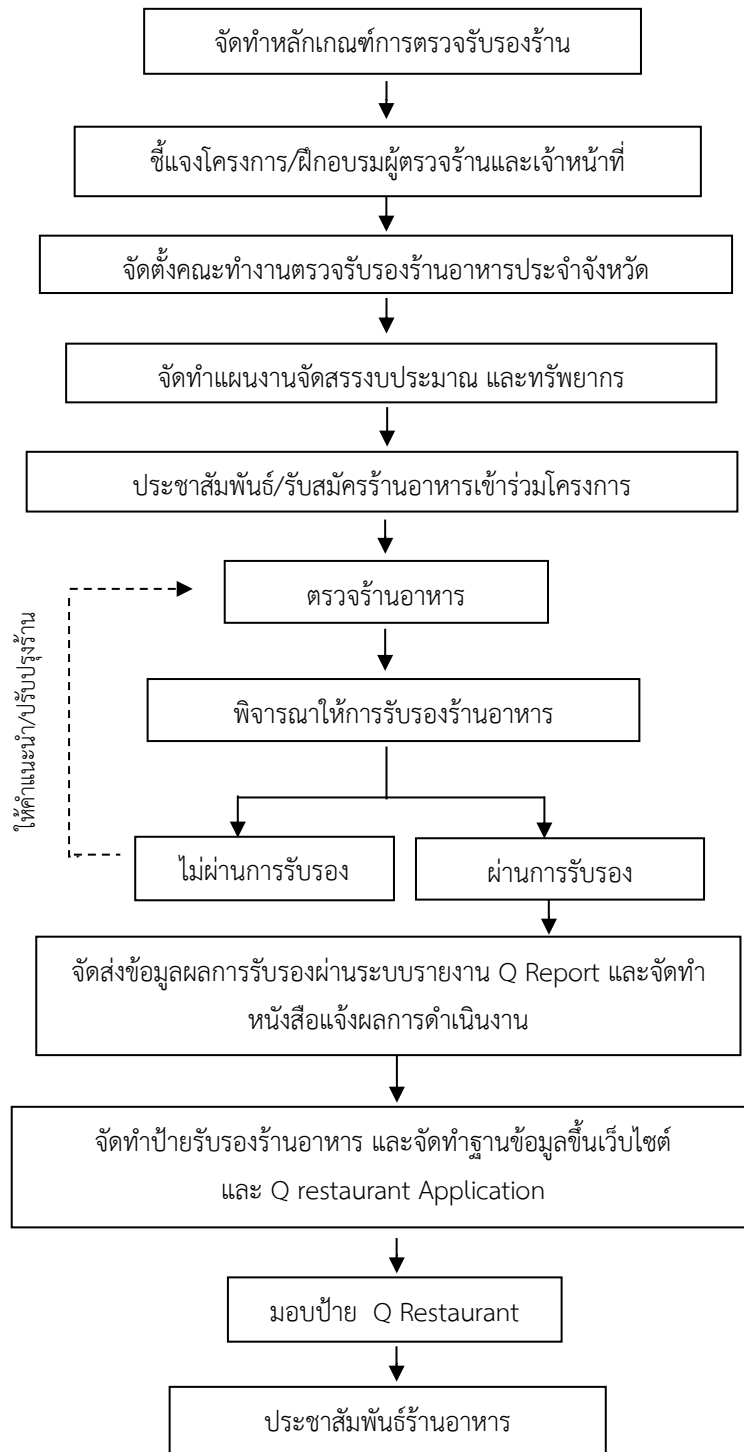 จัดทำหลักเกณฑ์การตรวจรับรองร้าน
ชี้แจงโครงการ/ฝึกอบรมผู้ตรวจร้านและเจ้าหน้าที่
จัดตั้งคณะทำงานตรวจรับรองร้านอาหารประจำจังหวัด
จัดทำแผนงานจัดสรรงบประมาณ และทรัพยากร
ประชาสัมพันธ์/รับสมัครร้านอาหารเข้าร่วมโครงการ
ตรวจร้านอาหาร
ให้คำแนะนำ/ปรับปรุงร้าน
พิจารณาให้การรับรองร้านอาหาร
ไม่ผ่านการรับรอง
ผ่านการรับรอง
จัดส่งข้อมูลผลการรับรองผ่านระบบรายงาน Q Report และจัดทำ
หนังสือแจ้งผลการดำเนินงาน
จัดทำป้ายรับรองร้านอาหาร และจัดทำฐานข้อมูลขึ้นเว็บไซต์
และ Q restaurant Application
มอบป้าย Q Restaurant
ประชาสัมพันธ์ร้านอาหาร